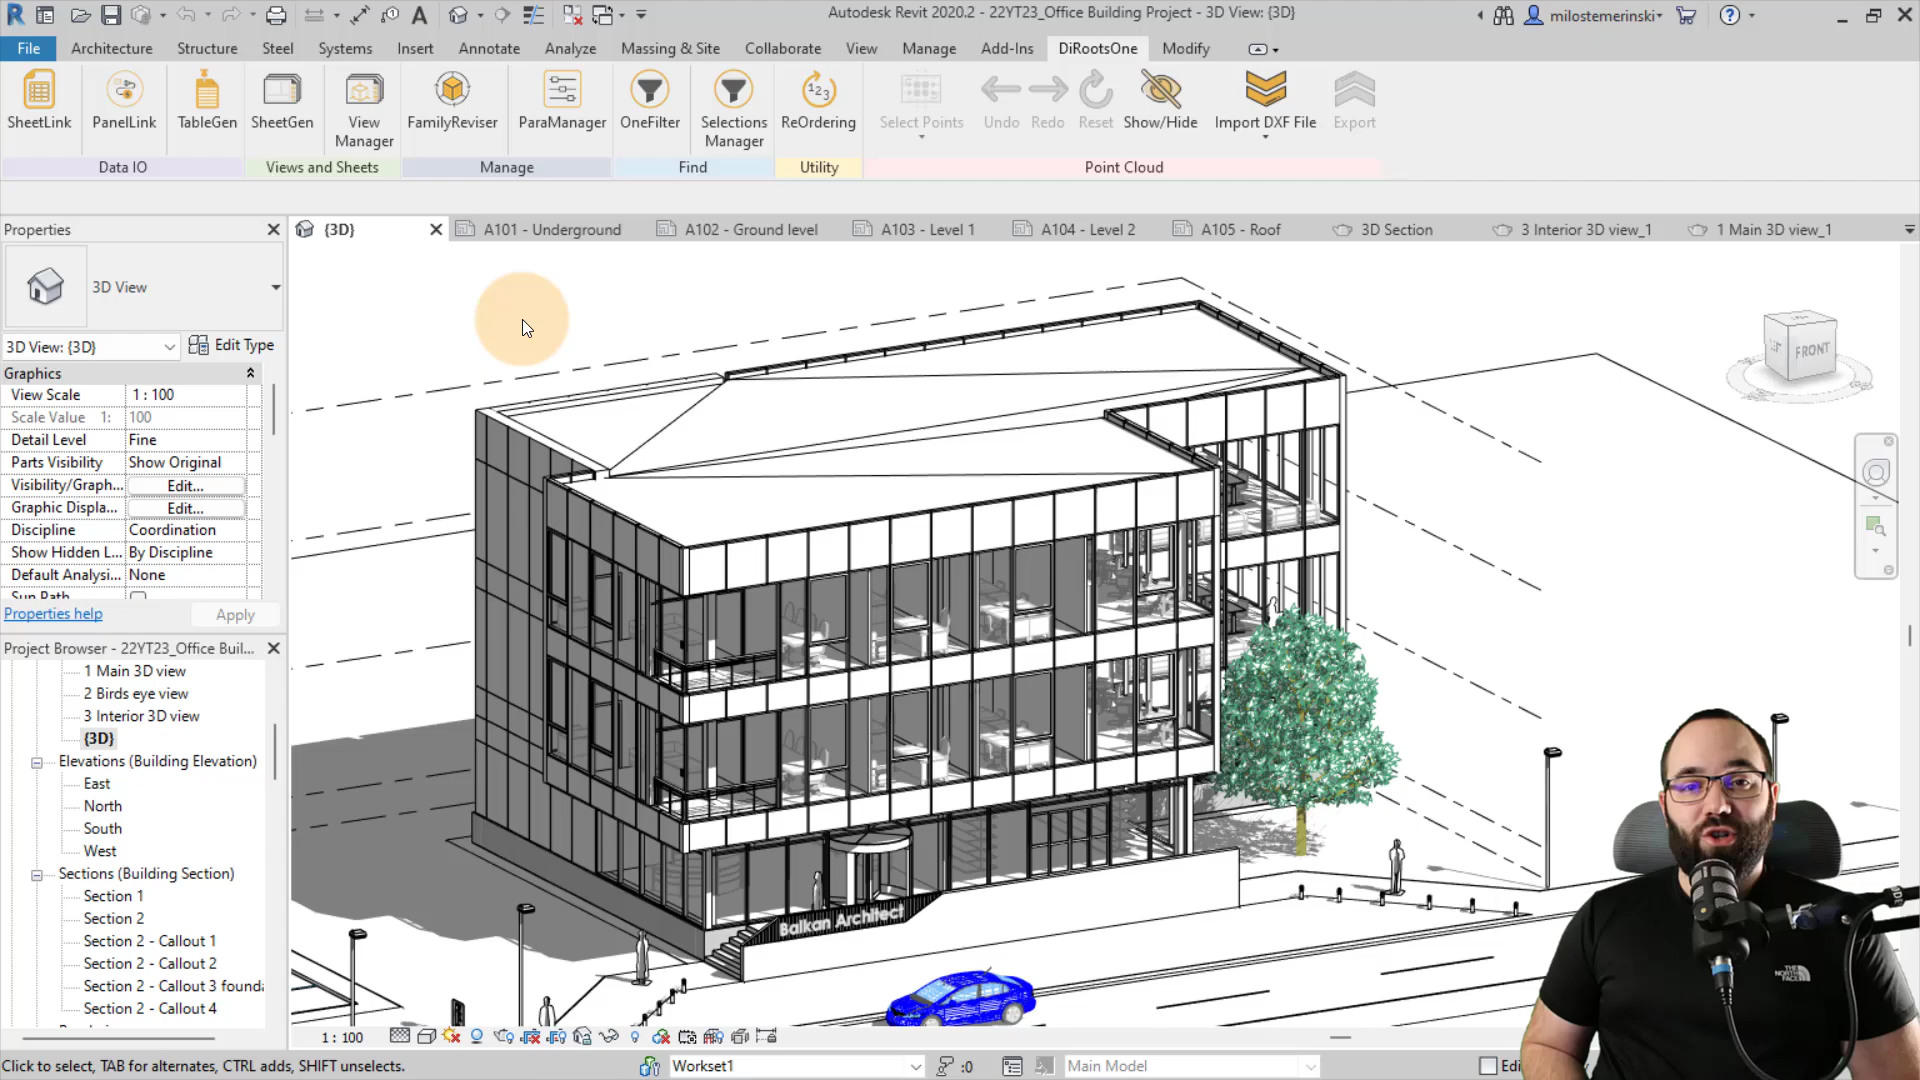 Autodesk Revit 2020.2 - 22YT23_Office Building Project - 3D View: {3D}
milostemerinski
File Architecture Structure Steel Systems Insert Annotate Analyze Massing & Site Collaborate View Manage Add-Ins DiRootsOne Modify
SheetLink PanelLink TableGen SheetGen View Manager FamilyReviser ParaManager OneFilter Selections Manager ReOrdering Select Points Undo Redo Reset Show/Hide Import DXF File Export
Data IO Views and Sheets Manage Find Utility Point Cloud
Properties
{3D} A101 - Underground A102 - Ground level A103 - Level 1 A104 - Level 2 A105 - Roof 3D Section 3 Interior 3D view_1 1 Main 3D view_1
3D View
3D View: {3D} Edit Type
Graphics
View Scale 1 : 100
Scale Value 1: 100
Detail Level Fine
Parts Visibility Show Original
Visibility/Graph... Edit...
Graphic Displa... Edit...
Discipline Coordination
Show Hidden L... By Discipline
Default Analysi... None
Sun Path
Properties help Apply
Project Browser - 22YT23_Office Buil...
1 Main 3D view
2 Birds eye view
3 Interior 3D view
{3D}
Elevations (Building Elevation)
East
North
South
West
Sections (Building Section)
Section 1
Section 2
Section 2 - Callout 1
Section 2 - Callout 2
Section 2 - Callout 3 founda
Section 2 - Callout 4
FRONT
Balkan Architect
THE NORTH FACE
1 : 100
Click to select, TAB for alternates, CTRL adds, SHIFT unselects.
Workset1
:0
Main Model